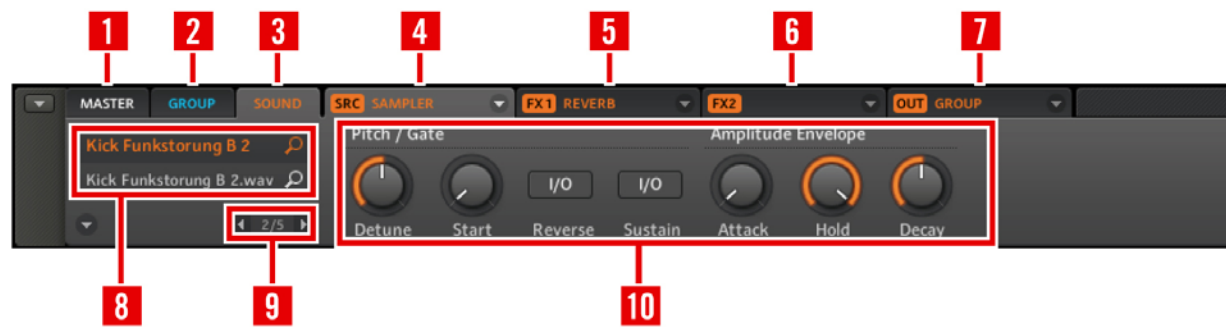 1 2 3 4 5 6 7
MASTER GROUP SOUND SRC SAMPLER FX1 REVERB FX2 OUT GROUP
Pitch / Gate Amplitude Envelope
Kick Funkstorung B 2
Kick Funkstorung B 2.wav I/O I/O
2/5
Detune Start Reverse Sustain Attack Hold Decay
8 9 10